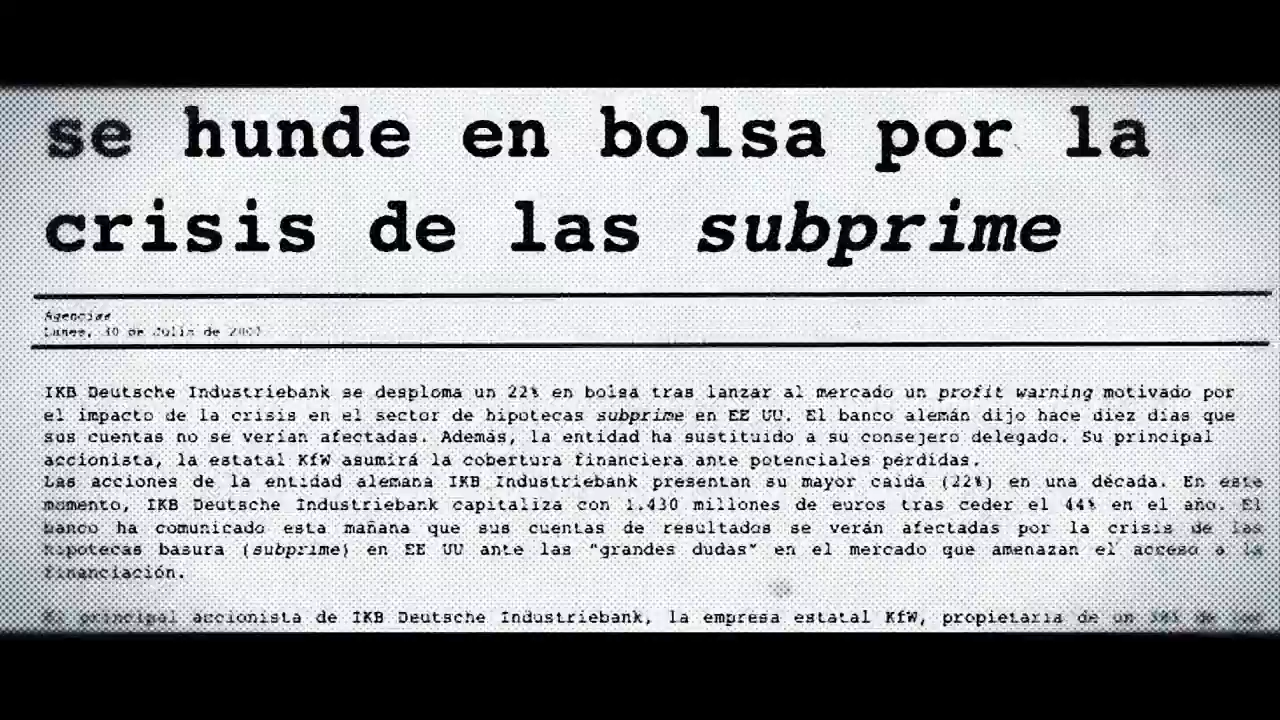 se hunde en bolsa por la
crisis de las subprime
Agencias
Lunes, 30 de Julio de 2007
IKB Deutsche Industriebank se desploma un 22% en bolsa tras lanzar al mercado un profit warning motivado por
el impacto de la crisis en el sector de hipotecas subprime en EE UU. El banco alemán dijo hace diez días que
sus cuentas no se verían afectadas. Además, la entidad ha sustituido a su consejero delegado. Su principal
accionista, la estatal KfW asumirá la cobertura financiera ante potenciales pérdidas.
Las acciones de la entidad alemana IKB Industriebank presentan su mayor caída (22%) en una década. En este
momento, IKB Deutsche Industriebank capitaliza con 1.430 millones de euros tras ceder el 44% en el año. El
banco ha comunicado esta mañana que sus cuentas de resultados se verán afectadas por la crisis de las
hipotecas basura (subprime) en EE UU ante las "grandes dudas" en el mercado que amenazan el acceso a la
financiación.
El principal accionista de IKB Deutsche Industriebank, la empresa estatal KfW, propietaria de un